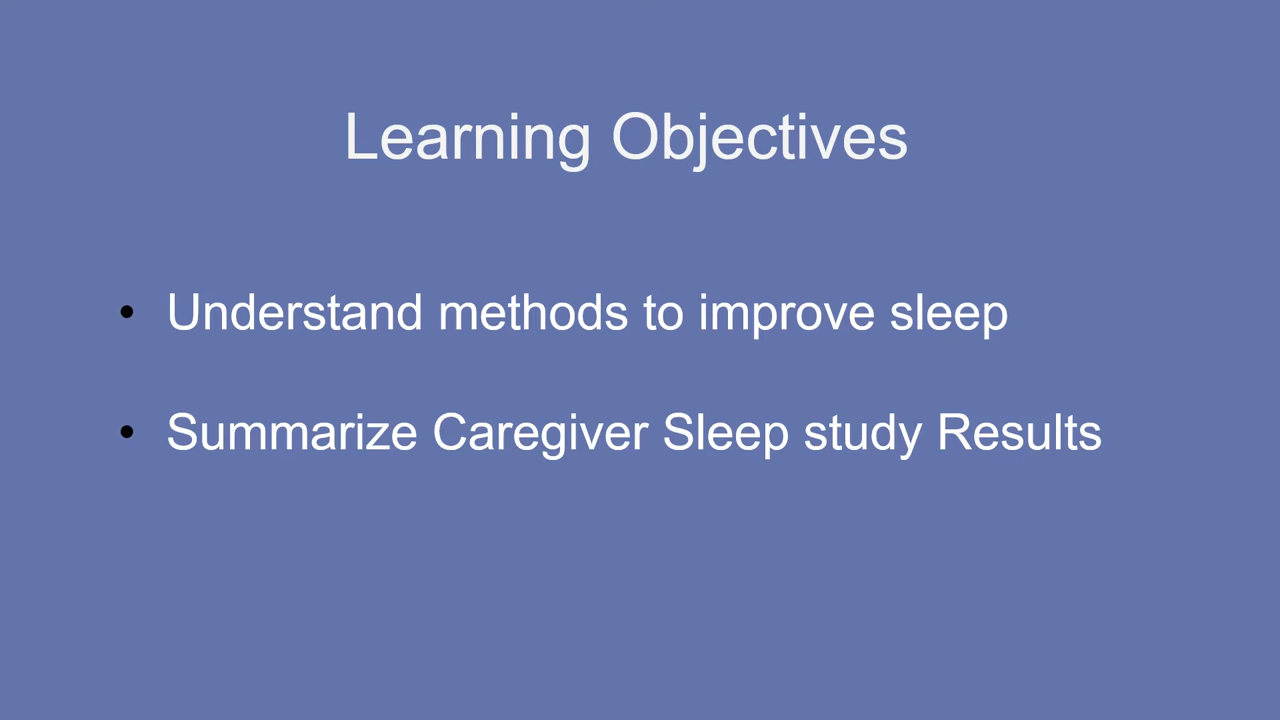 Learning Objectives
• Understand methods to improve sleep
• Summarize Caregiver Sleep study Results